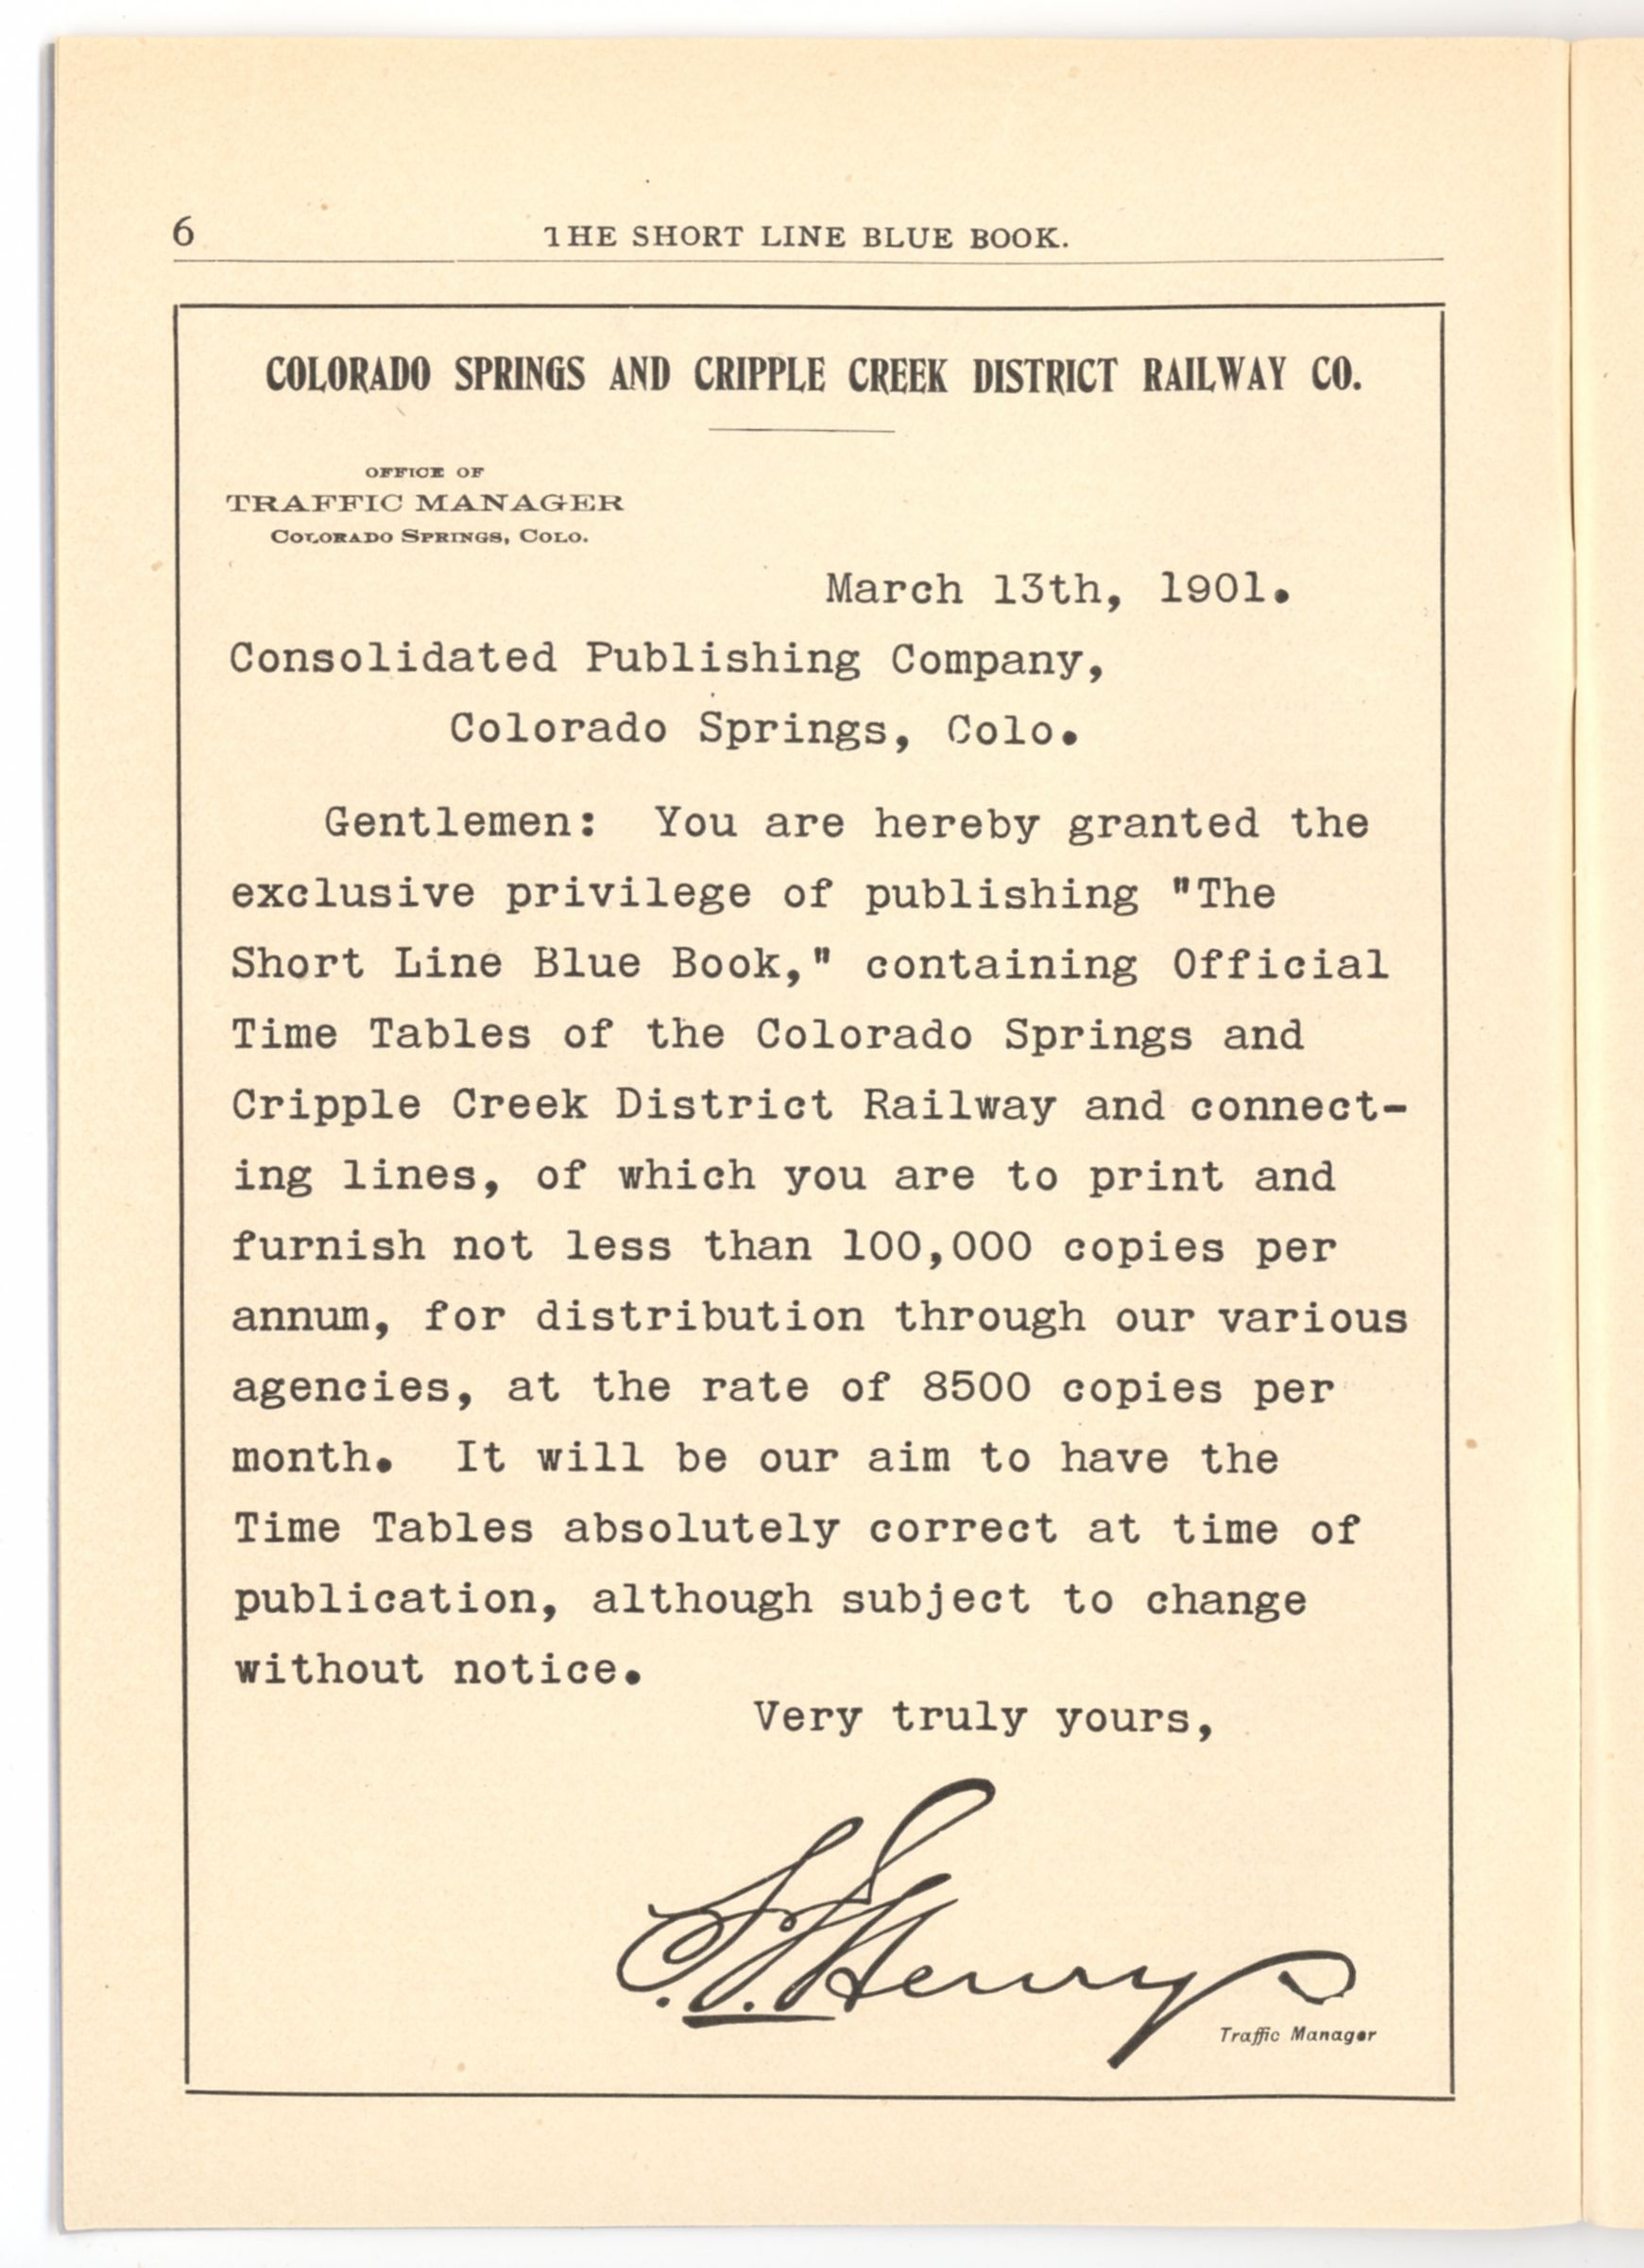 6
THE SHORT LINE BLUE BOOK.
COLORADO SPRINGS AND CRIPPLE CREEK DISTRICT RAILWAY CO.
OFFICE OF
TRAFFIC MANAGER
COLORADO SPRINGS, COLO.
March 13th, 1901.
Consolidated Publishing Company,
Colorado Springs, Colo.
Gentlemen: You are hereby granted the
exclusive privilege of publishing "The
Short Line Blue Book," containing Official
Time Tables of the Colorado Springs and
Cripple Creek District Railway and connect-
ing lines, of which you are to print and
furnish not less than 100,000 copies per
annum, for distribution through our various
agencies, at the rate of 8500 copies per
month. It will be our aim to have the
Time Tables absolutely correct at time of
publication, although subject to change
without notice.
Very truly yours,
Henry
Traffic Manager